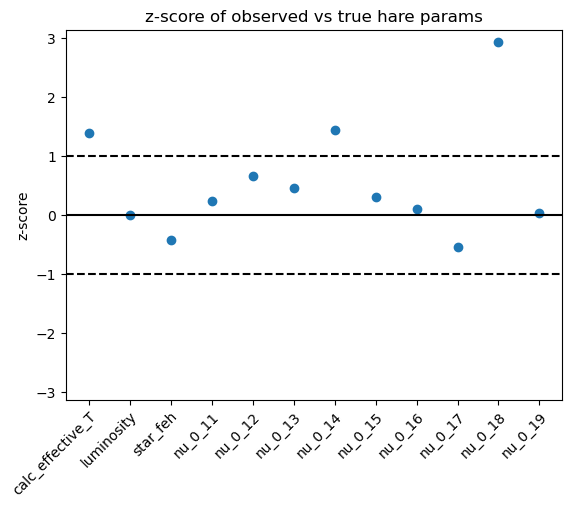 z-score of observed vs true hare params
3
2
1
0
−1
−2
−3
z-score
calc_effective_T
luminosity
star_feh
nu_0_11
nu_0_12
nu_0_13
nu_0_14
nu_0_15
nu_0_16
nu_0_17
nu_0_18
nu_0_19